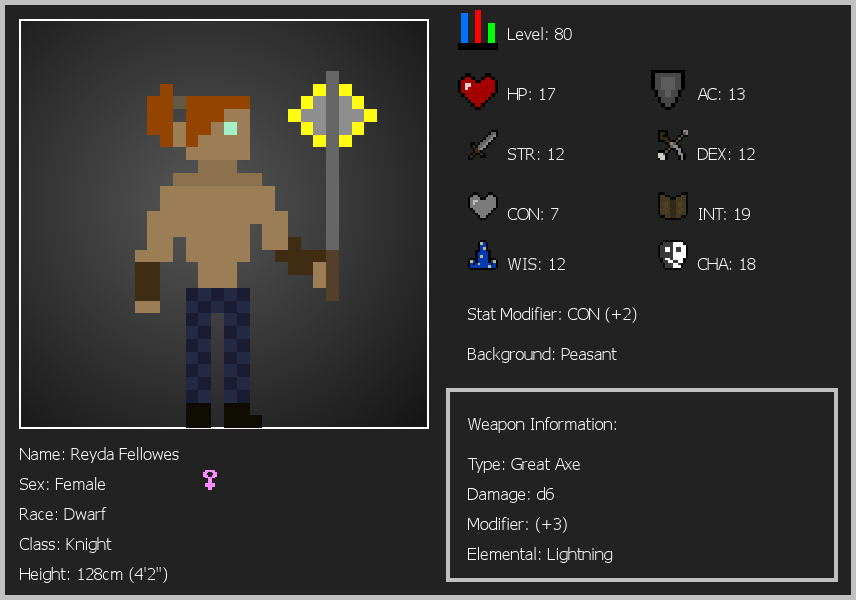 Level: 80
HP: 17
AC: 13
STR: 12
DEX: 12
CON: 7
INT: 19
WIS: 12
CHA: 18
Stat Modifier: CON (+2)
Background: Peasant
Weapon Information:
Type: Great Axe
Damage: d6
Modifier: (+3)
Elemental: Lightning
Name: Reyda Fellowes
Sex: Female
Race: Dwarf
Class: Knight
Height: 128cm (4'2")